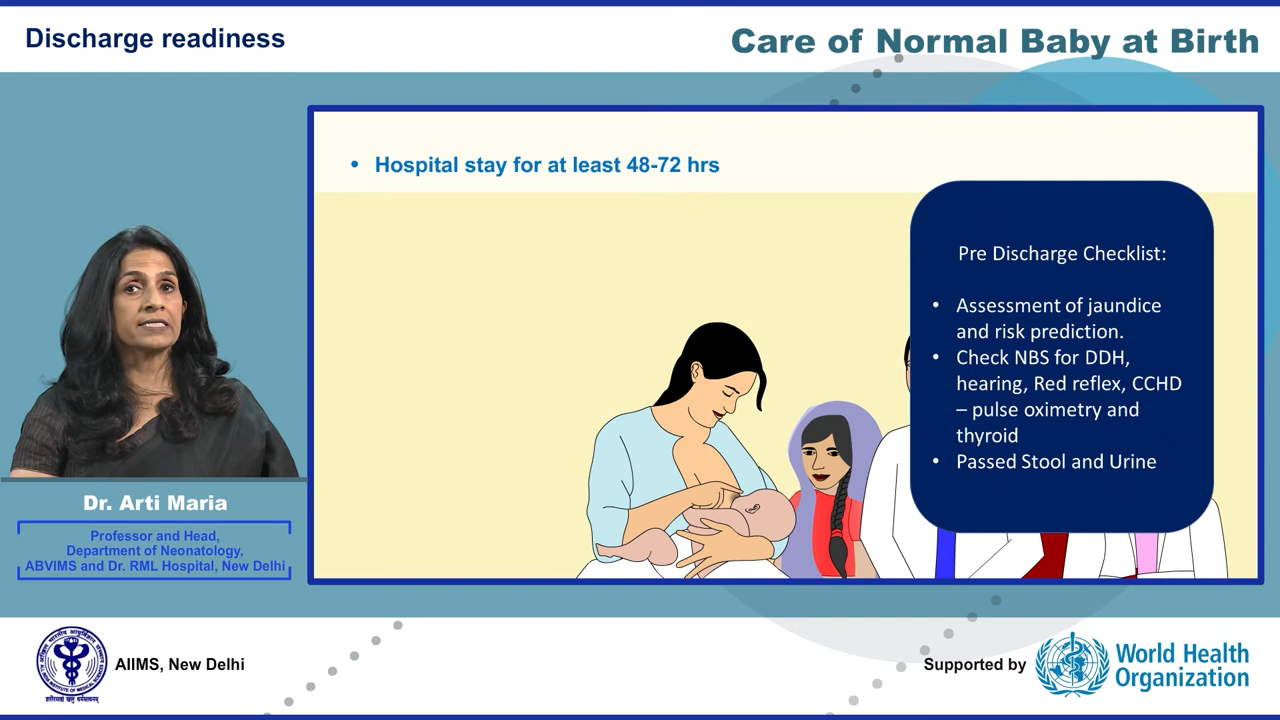 Discharge readiness
Care of Normal Baby at Birth
• Hospital stay for at least 48-72 hrs
Pre Discharge Checklist:
• Assessment of jaundice
and risk prediction.
• Check NBS for DDH,
hearing, Red reflex, CCHD
– pulse oximetry and
thyroid
• Passed Stool and Urine
Dr. Arti Maria
Professor and Head,
Department of Neonatology,
ABVIMS and Dr. RML Hospital, New Delhi
AIIMS, New Delhi
Supported by
World Health
Organization